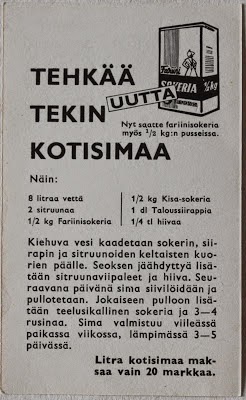 Fariini
SOKERIA
½kg
UUTTA
TEHKÄÄ
TEKIN
KOTISIMAA
Nyt saatte fariinisokeria
myös ½ kg:n pusseissa.
Näin:
8 litraa vettä
2 sitruunaa
1/2 kg Fariinisokeria
1/2 kg Kisa-sokeria
1 dl Taloussiirappia
1/4 tl hiivaa
Kiehuva vesi kaadetaan sokerin, sii-
rapin ja sitruunoiden keltaisten kuo-
rien päälle. Seoksen jäähdyttyä lisä-
tään sitruunaviipaleet ja hiiva. Seu-
raavana päivänä sima siivilöidään ja
pullotetaan. Jokaiseen pulloon lisä-
tään teelusikallinen sokeria ja 3—4
rusinaa. Sima valmistuu viileässä
paikassa viikossa, lämpimässä 3—5
päivässä.
Litra kotisimaa mak-
saa vain 20 markkaa.